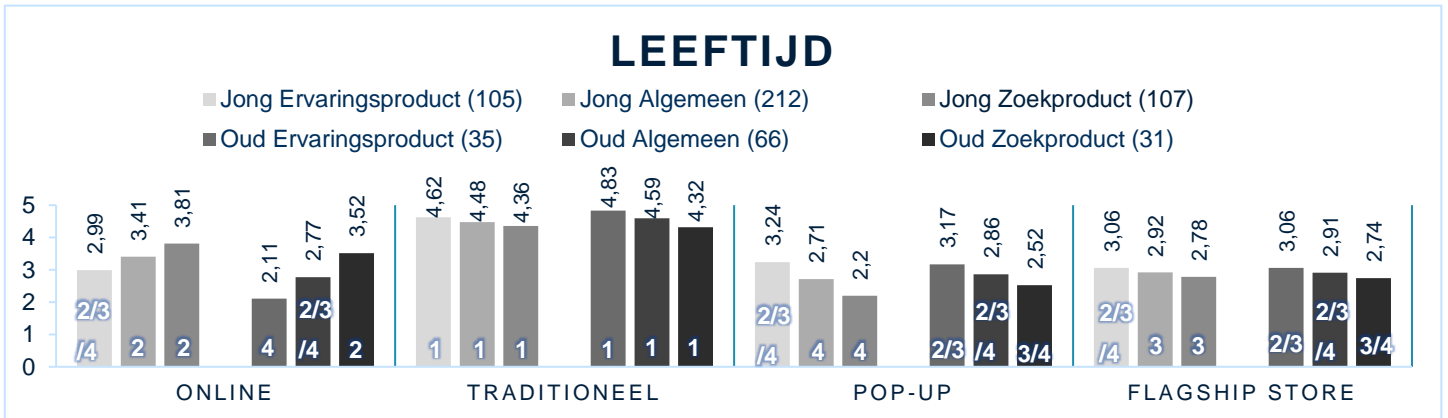 LEEFTIJD
Jong Ervaringsproduct (105) Jong Algemeen (212) Jong Zoekproduct (107)
Oud Ervaringsproduct (35) Oud Algemeen (66) Oud Zoekproduct (31)
2,99 3,41 3,81 2,11 2,77 3,52 4,62 4,48 4,36 4,83 4,59 4,32 3,24 2,71 2,2 3,17 2,86 2,52 3,06 2,92 2,78 3,06 2,91 2,74
5
4
3
2
1
0
2/3 2/3 2/3 2/3 2/3 2/3
/4 2 2 4 /4 2 1 1 1 1 1 1 /4 4 4 2/3 /4 3/4 /4 3 3 2/3 /4 3/4
ONLINE TRADITIONEEL POP-UP FLAGSHIP STORE